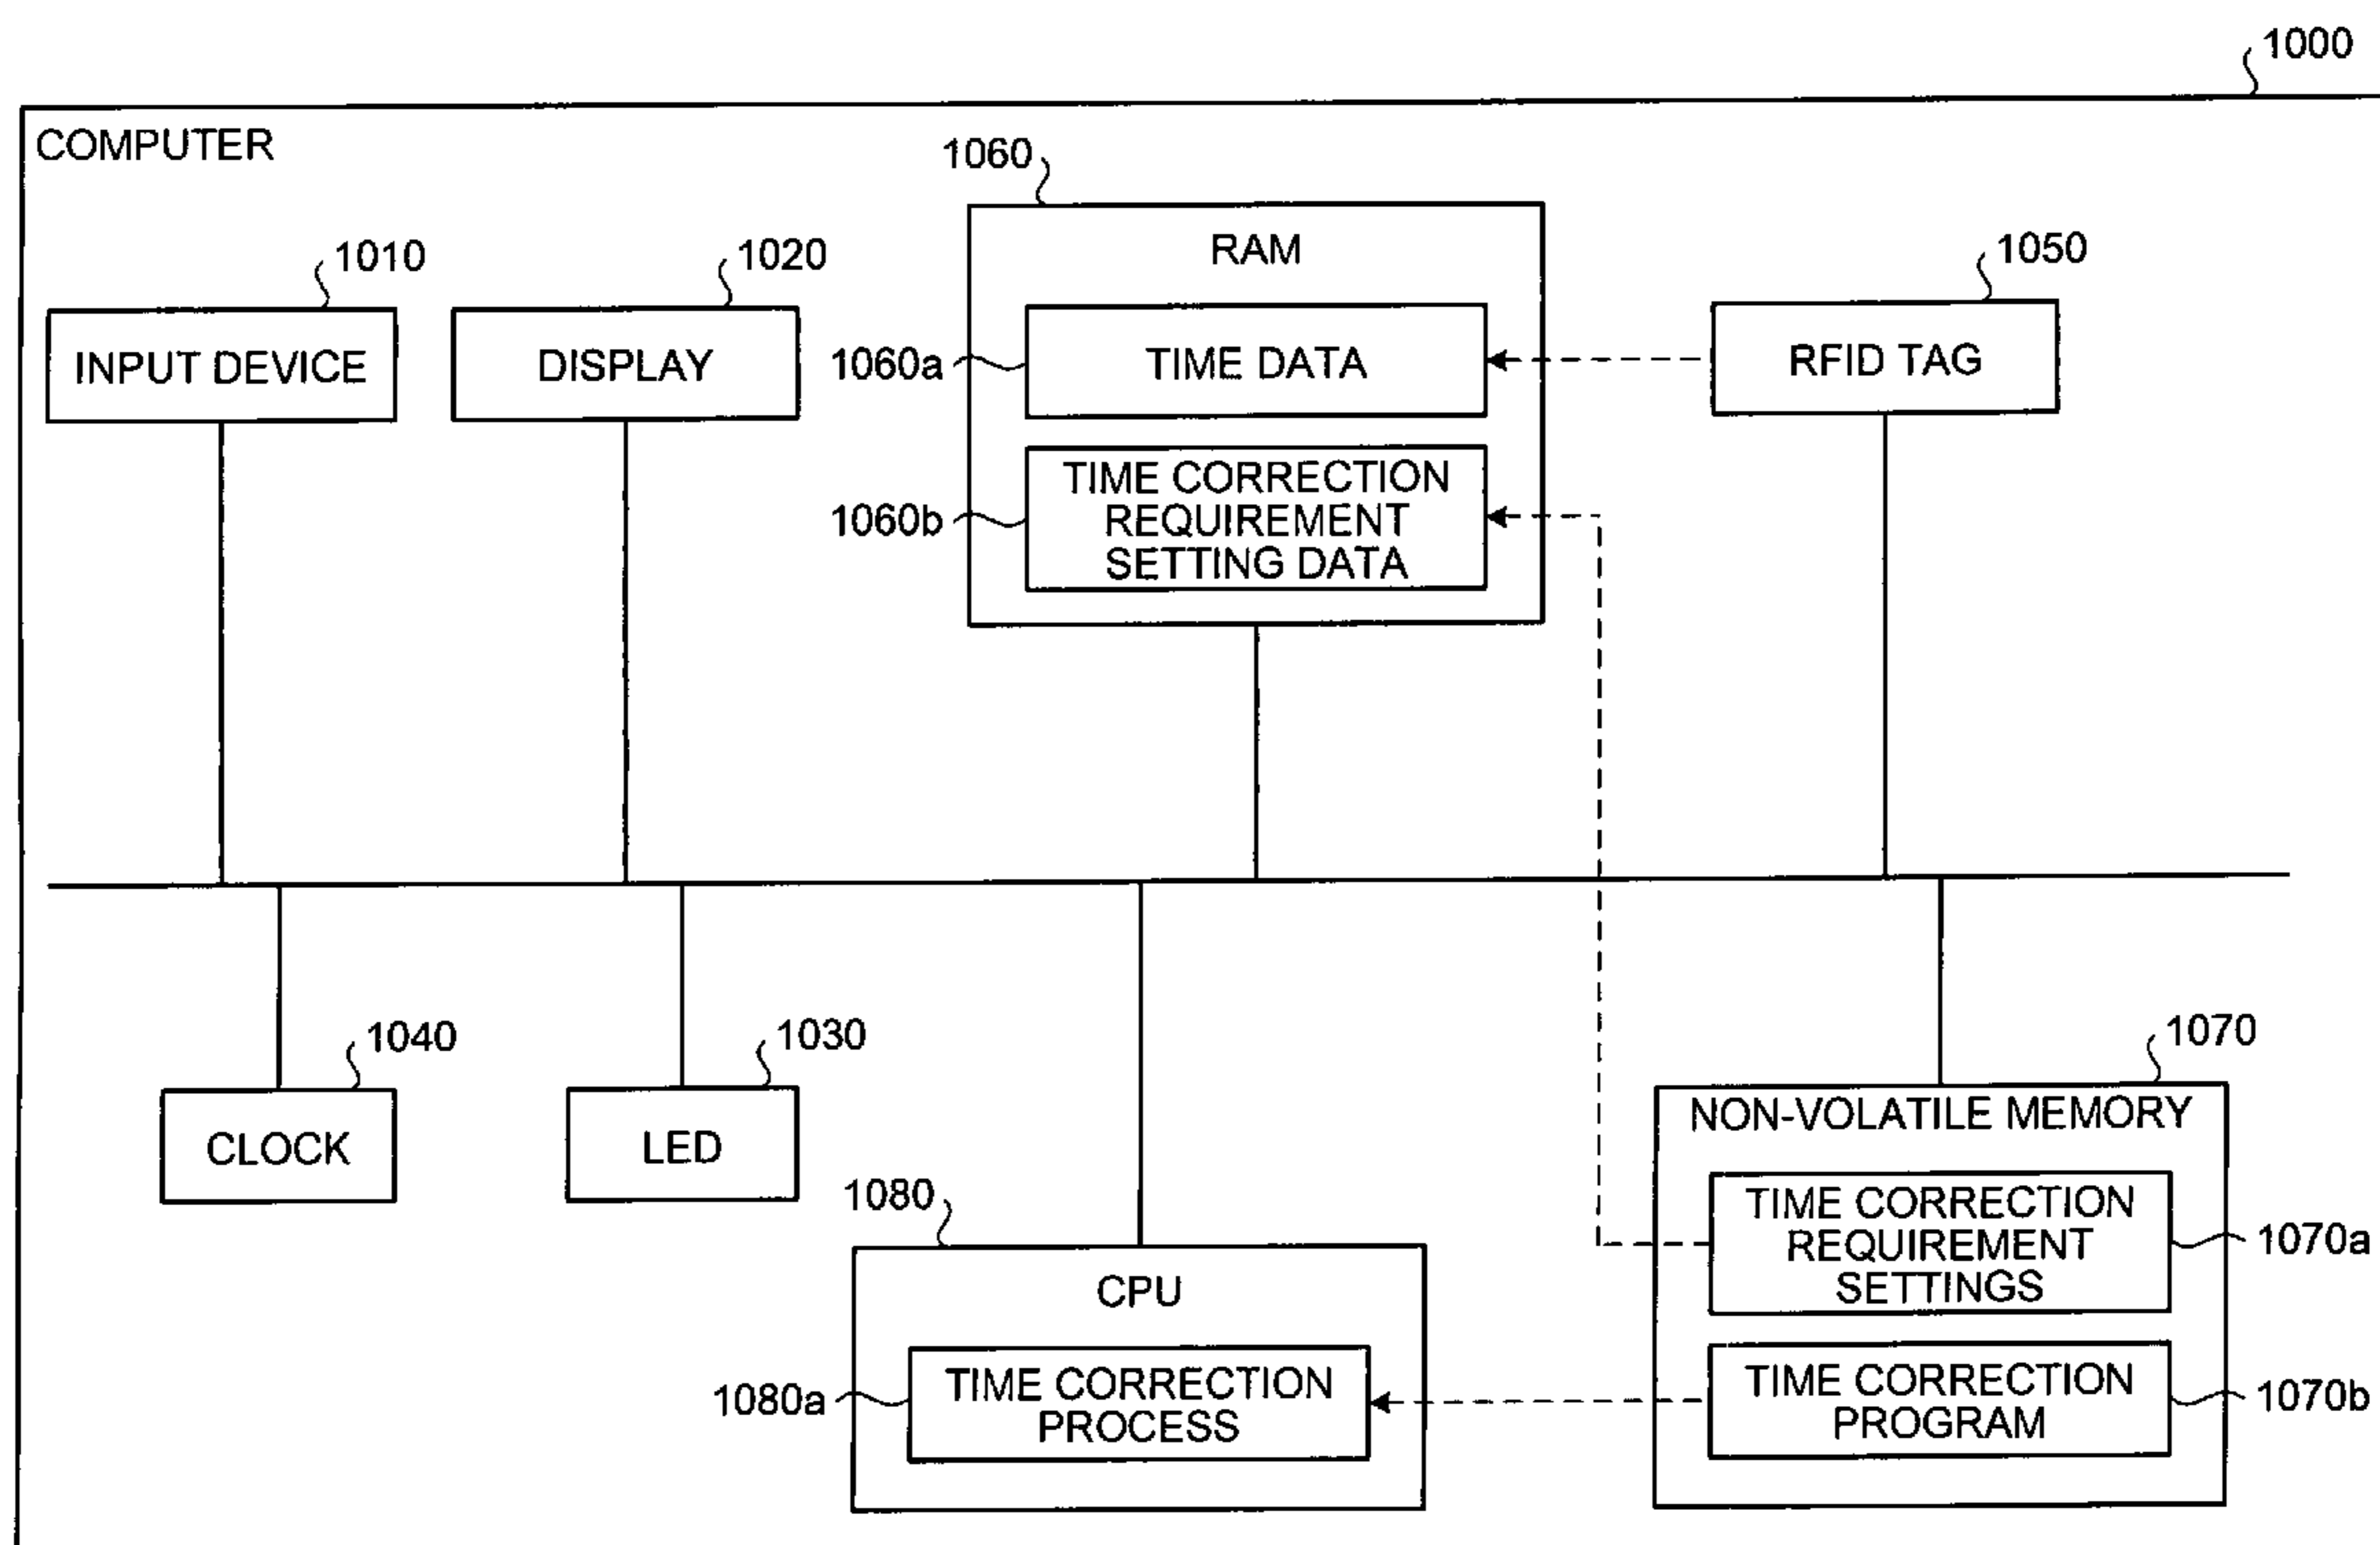 1000
COMPUTER
1060
RAM
1010
1020
1050
INPUT DEVICE
DISPLAY
1060a
TIME DATA
RFID TAG
1060b
TIME CORRECTION
REQUIREMENT
SETTING DATA
1040
1030
1070
CLOCK
LED
NON-VOLATILE MEMORY
TIME CORRECTION
REQUIREMENT
SETTINGS
1070a
1080
CPU
1080a
TIME CORRECTION
PROCESS
TIME CORRECTION
PROGRAM
1070b